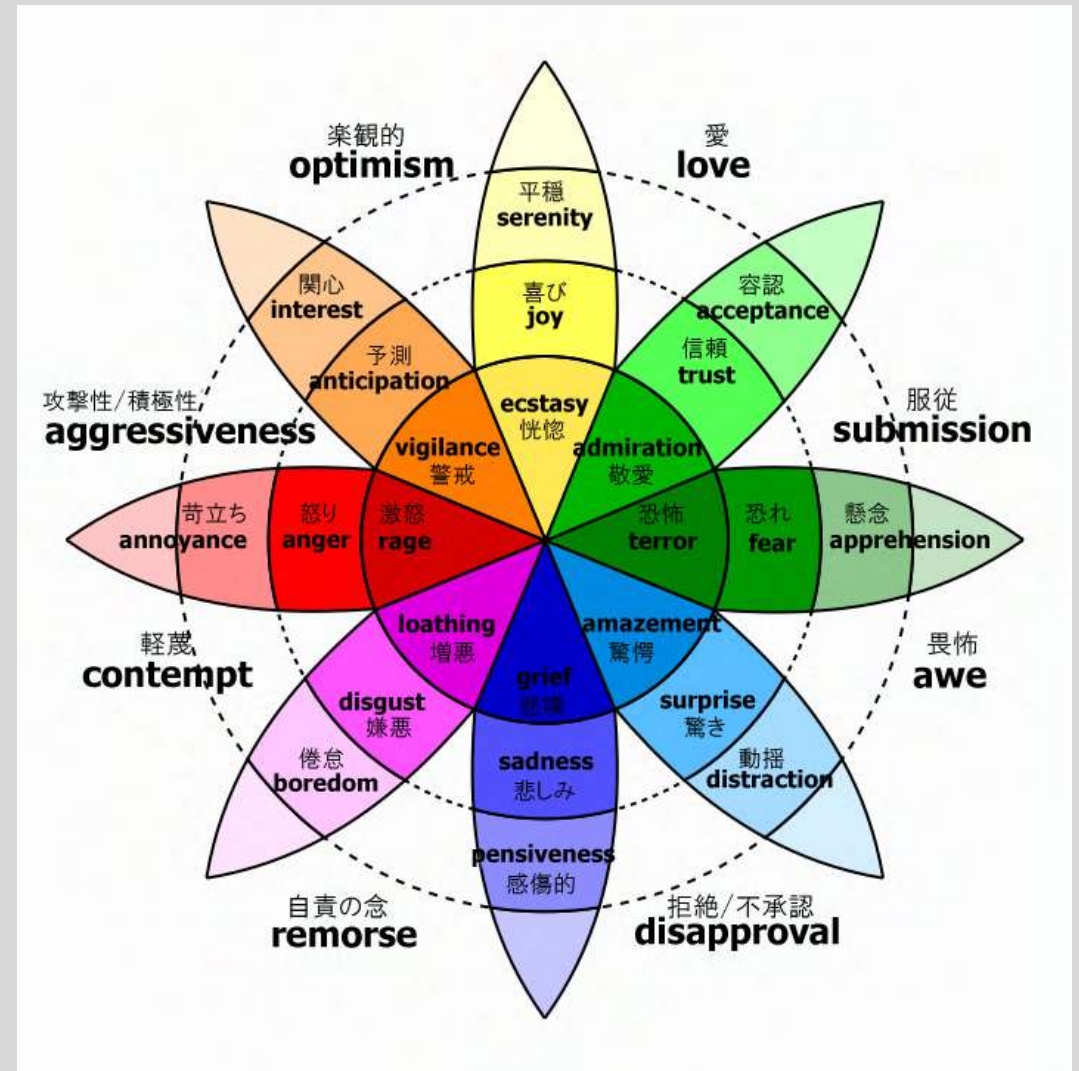 楽観的
optimism
愛
love
平穏
serenity
関心
interest
容認
acceptance
喜び
joy
予測
anticipation
信頼
trust
攻撃性/積極性
aggressiveness
服従
submission
ecstasy
恍惚
vigilance
警戒
admiration
敬愛
苛立ち
annoyance
怒り
anger
激怒
rage
恐怖
terror
恐れ
fear
懸念
apprehension
loathing
増悪
amazement
驚愕
軽蔑
contempt
畏怖
awe
grief
悲嘆
disgust
嫌悪
surprise
驚き
sadness
悲しみ
倦怠
boredom
動揺
distraction
pensiveness
感傷的
自責の念
remorse
拒絶/不承認
disapproval